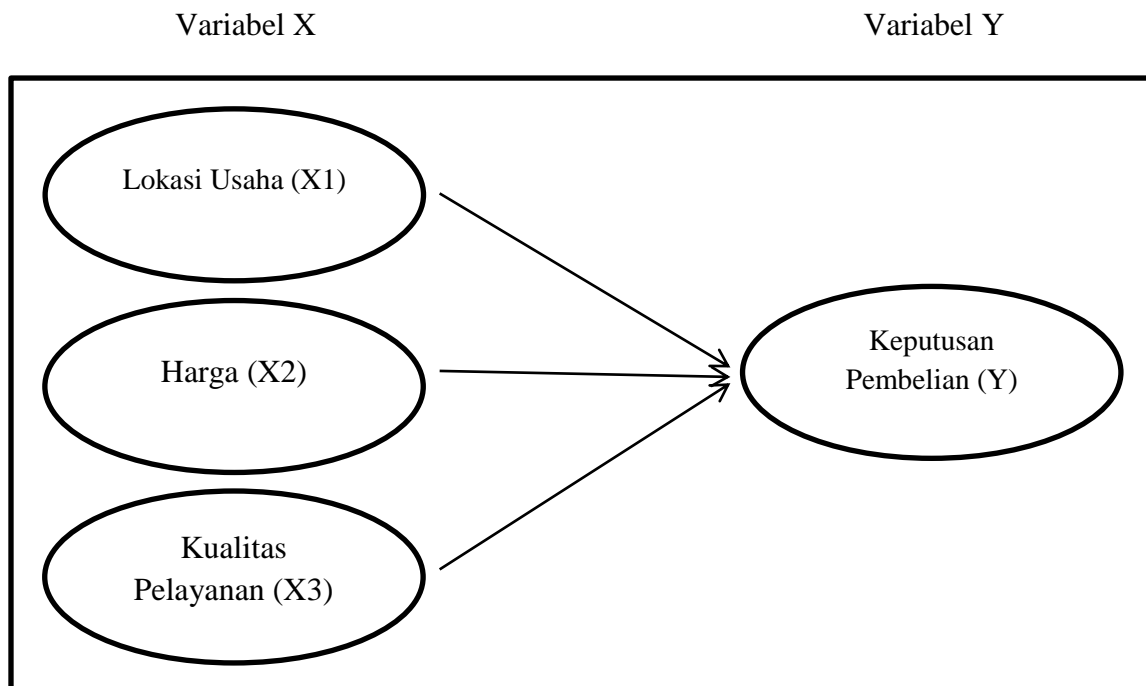 Variabel X
Variabel Y
Lokasi Usaha (X1)
Harga (X2)
Kualitas
Pelayanan (X3)
Keputusan
Pembelian (Y)